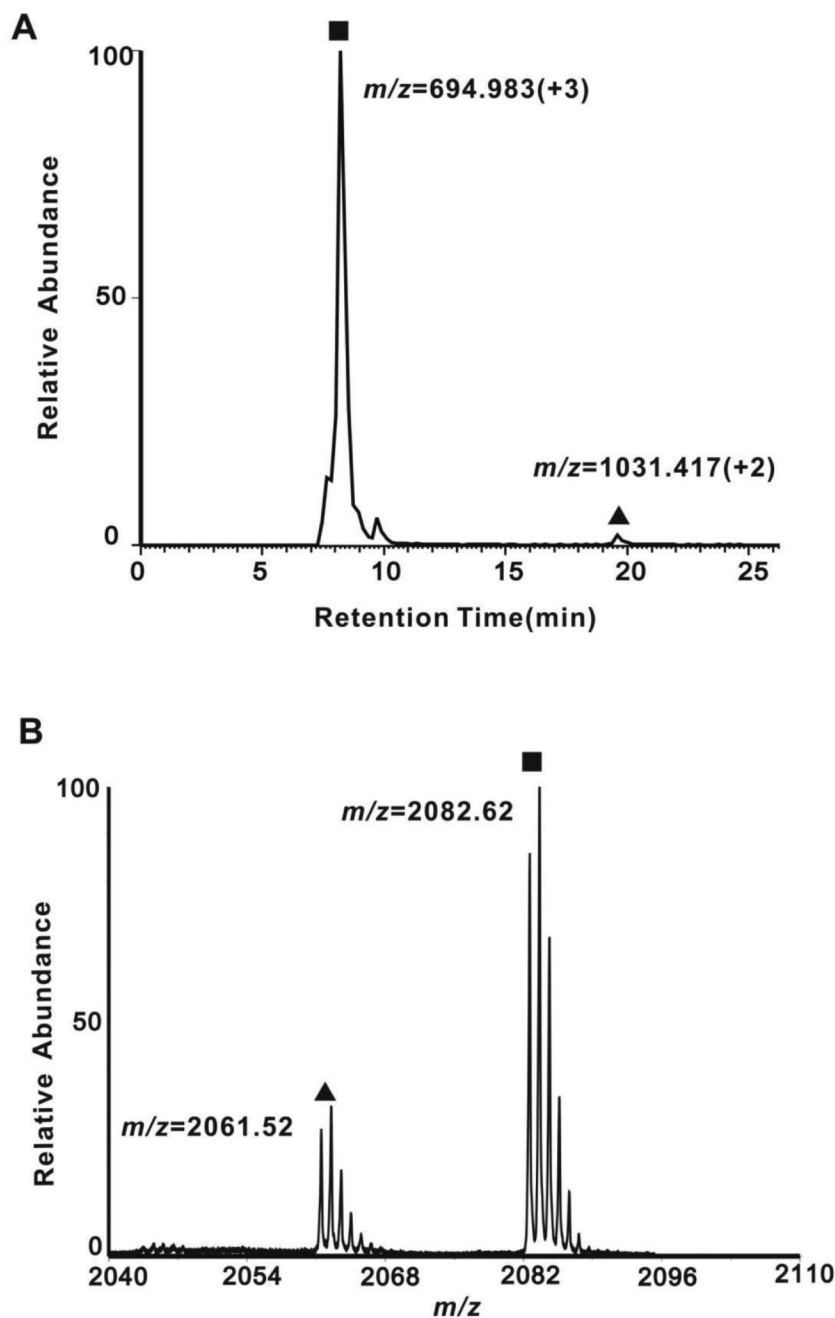 A
100
m/z=694.983(+3)
Relative Abundance
50
m/z=1031.417(+2)
0
0 5 10 15 20 25
Retention Time(min)
B
100
m/z=2082.62
Relative Abundance
50
m/z=2061.52
0
2040 2054 2068 2082 2096 2110
m/z